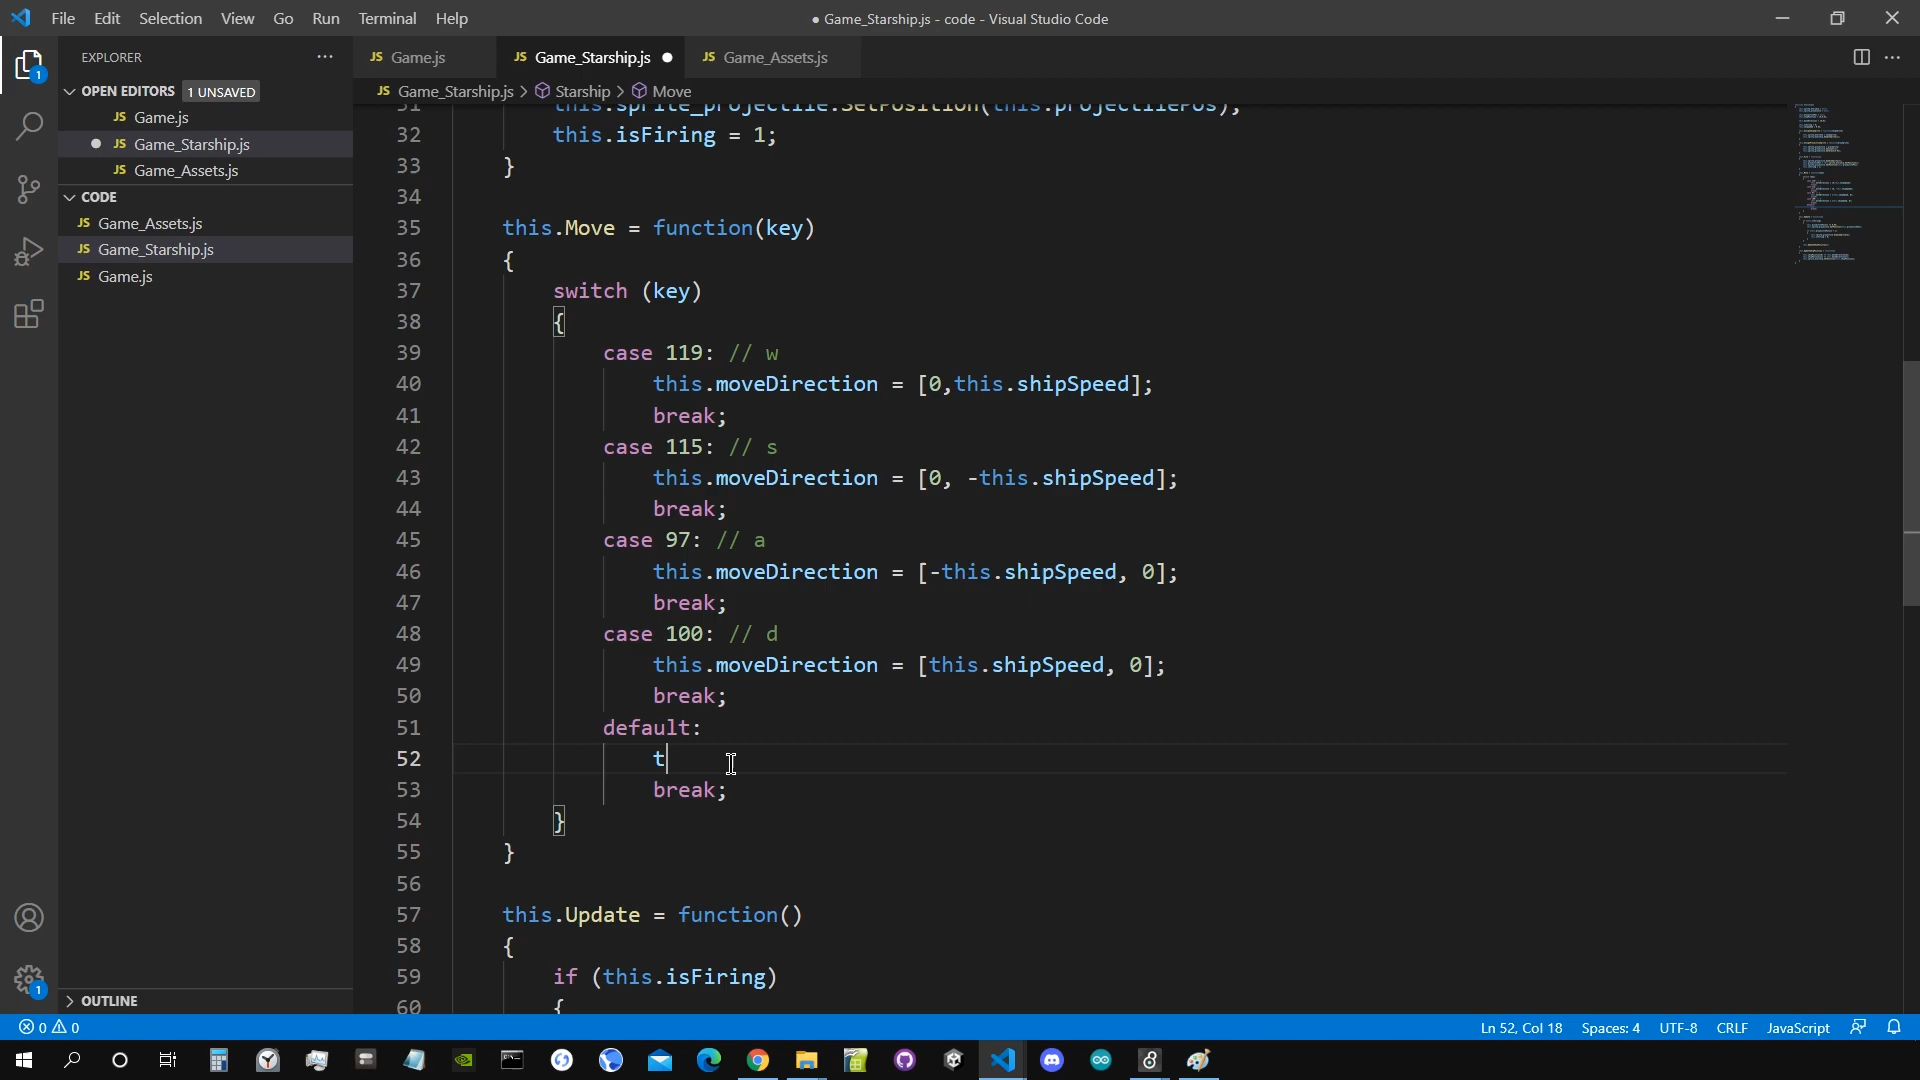 File Edit Selection View Go Run Terminal Help
● Game_Starship.js - code - Visual Studio Code
EXPLORER
JS Game.js
JS Game_Starship.js
JS Game_Assets.js
OPEN EDITORS 1 UNSAVED
JS Game_Starship.js > Starship > Move
JS Game.js
JS Game_Starship.js
JS Game_Assets.js
CODE
JS Game_Assets.js
JS Game_Starship.js
JS Game.js
OUTLINE
31 this.sprite_projectile.SetPosition(this.projectilePos);
32 this.isFiring = 1;
33 }
34
35 this.Move = function(key)
36 {
37 switch (key)
38 {
39 case 119: // w
40 this.moveDirection = [0,this.shipSpeed];
41 break;
42 case 115: // s
43 this.moveDirection = [0, -this.shipSpeed];
44 break;
45 case 97: // a
46 this.moveDirection = [-this.shipSpeed, 0];
47 break;
48 case 100: // d
49 this.moveDirection = [this.shipSpeed, 0];
50 break;
51 default:
52 t
53 break;
54 }
55 }
56
57 this.Update = function()
58 {
59 if (this.isFiring)
60 {
0 0
Ln 52, Col 18 Spaces: 4 UTF-8 CRLF JavaScript